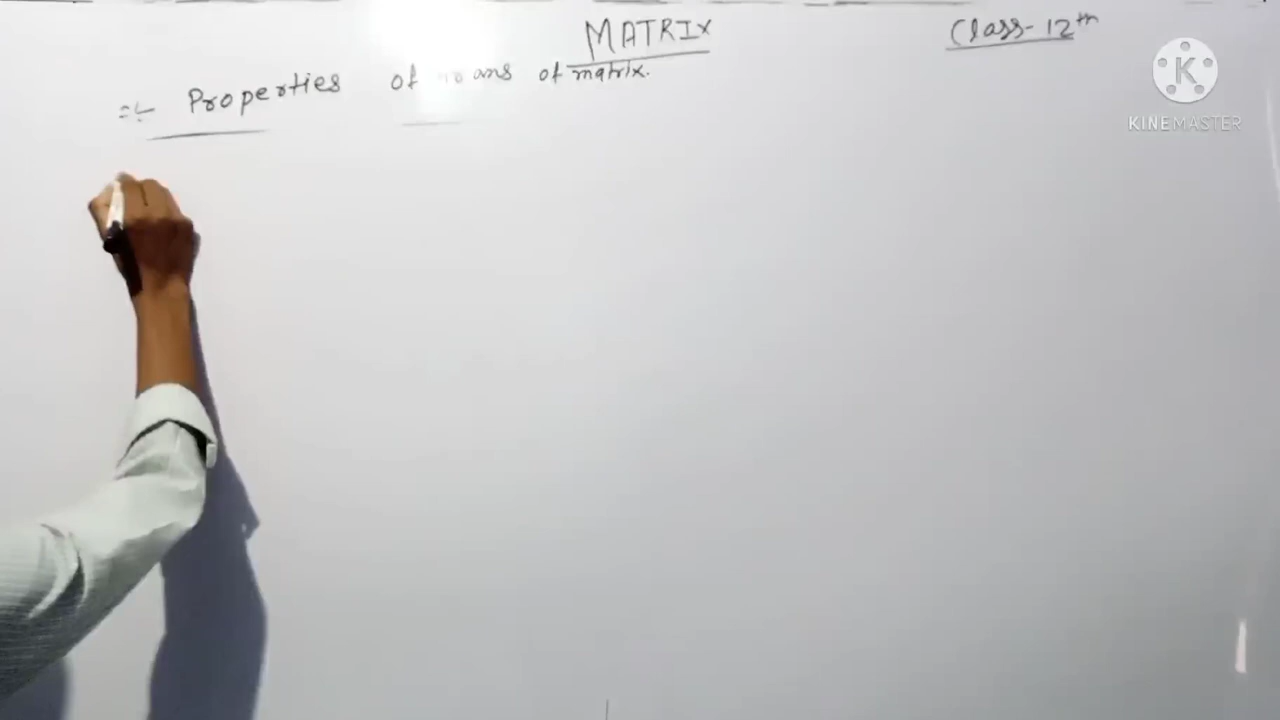 MATRIX
Class-12th
:- Properties of of matrix.
K
KINEMASTER